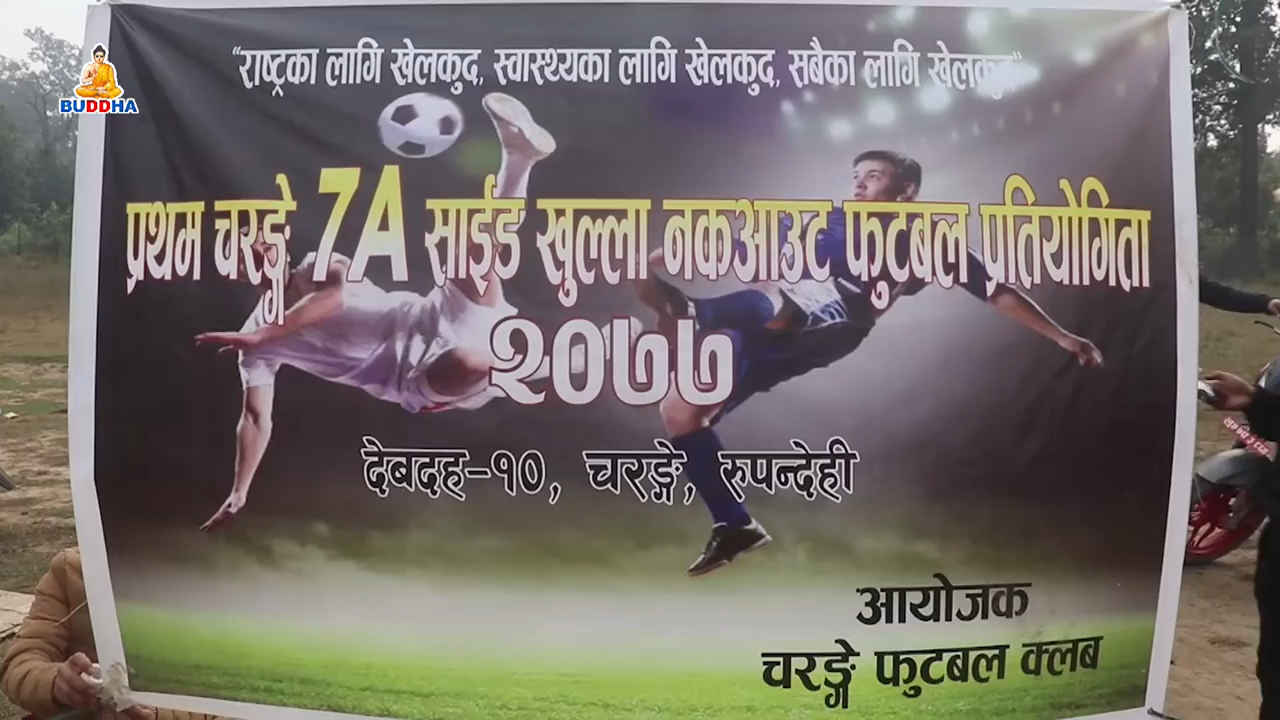 BUDDHA
“राष्ट्रका लागि खेलकुद, स्वास्थ्यका लागि खेलकुद, सबैका लागि खेलकुद”
प्रथम चरङ्गे 7A साईड खुल्ला नकआउट फुटबल प्रतियोगिता
२०७७
देबदह-१०, चरङ्गे, रुपन्देही
आयोजक
चरङ्गे फुटबल क्लब